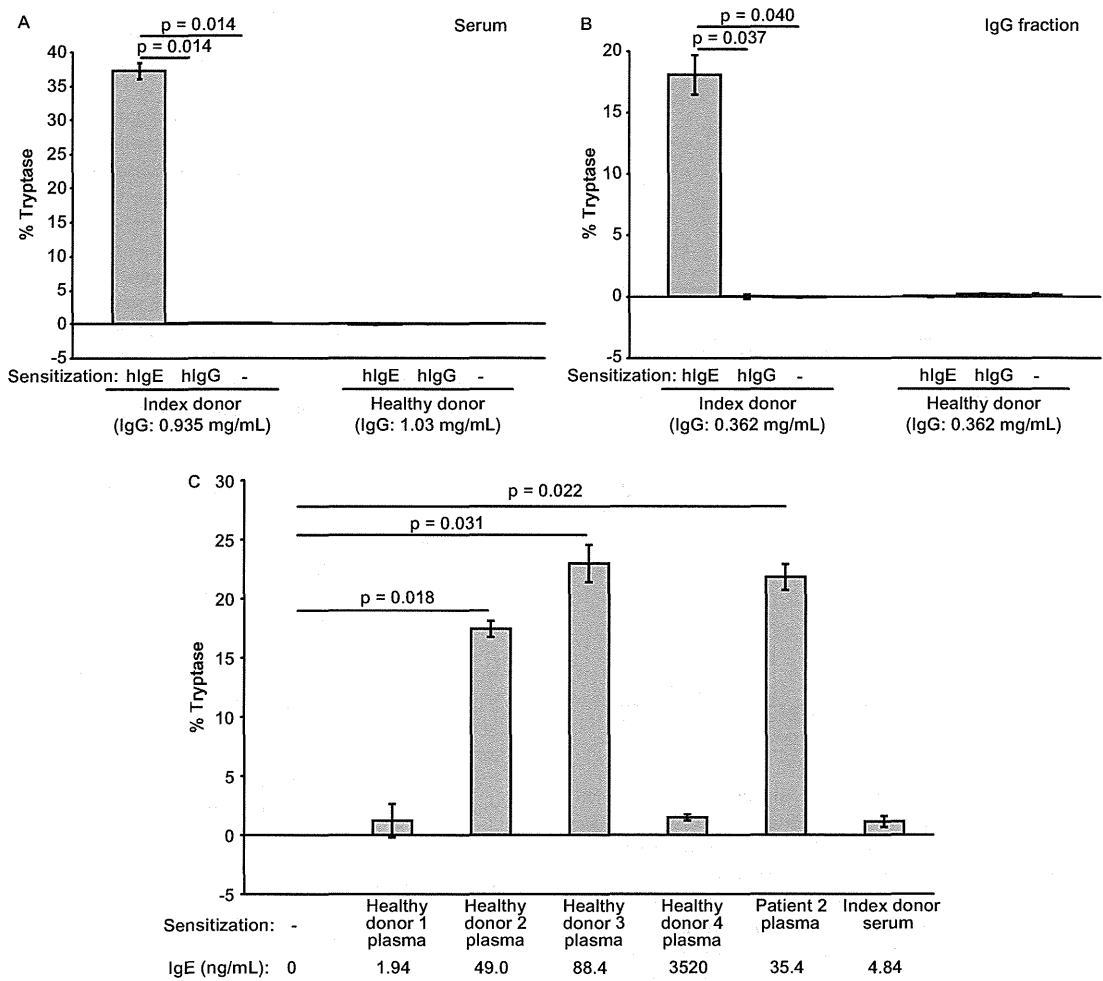 A
Serum
p = 0.014
p = 0.014
% Tryptase
40
35
30
25
20
15
10
5
0
-5
Sensitization: hIgE hIgG - hIgE hIgG -
Index donor Healthy donor
(IgG: 0.935 mg/mL) (IgG: 1.03 mg/mL)
B
IgG fraction
p = 0.040
p = 0.037
% Tryptase
20
15
10
5
0
-5
Sensitization: hIgE hIgG - hIgE hIgG -
Index donor Healthy donor
(IgG: 0.362 mg/mL) (IgG: 0.362 mg/mL)
C
p = 0.022
p = 0.031
p = 0.018
% Tryptase
30
25
20
15
10
5
0
-5
Sensitization: -
Healthy
donor 1
plasma
Healthy
donor 2
plasma
Healthy
donor 3
plasma
Healthy
donor 4
plasma
Patient 2
plasma
Index donor
serum
IgE (ng/mL): 0 1.94 49.0 88.4 3520 35.4 4.84